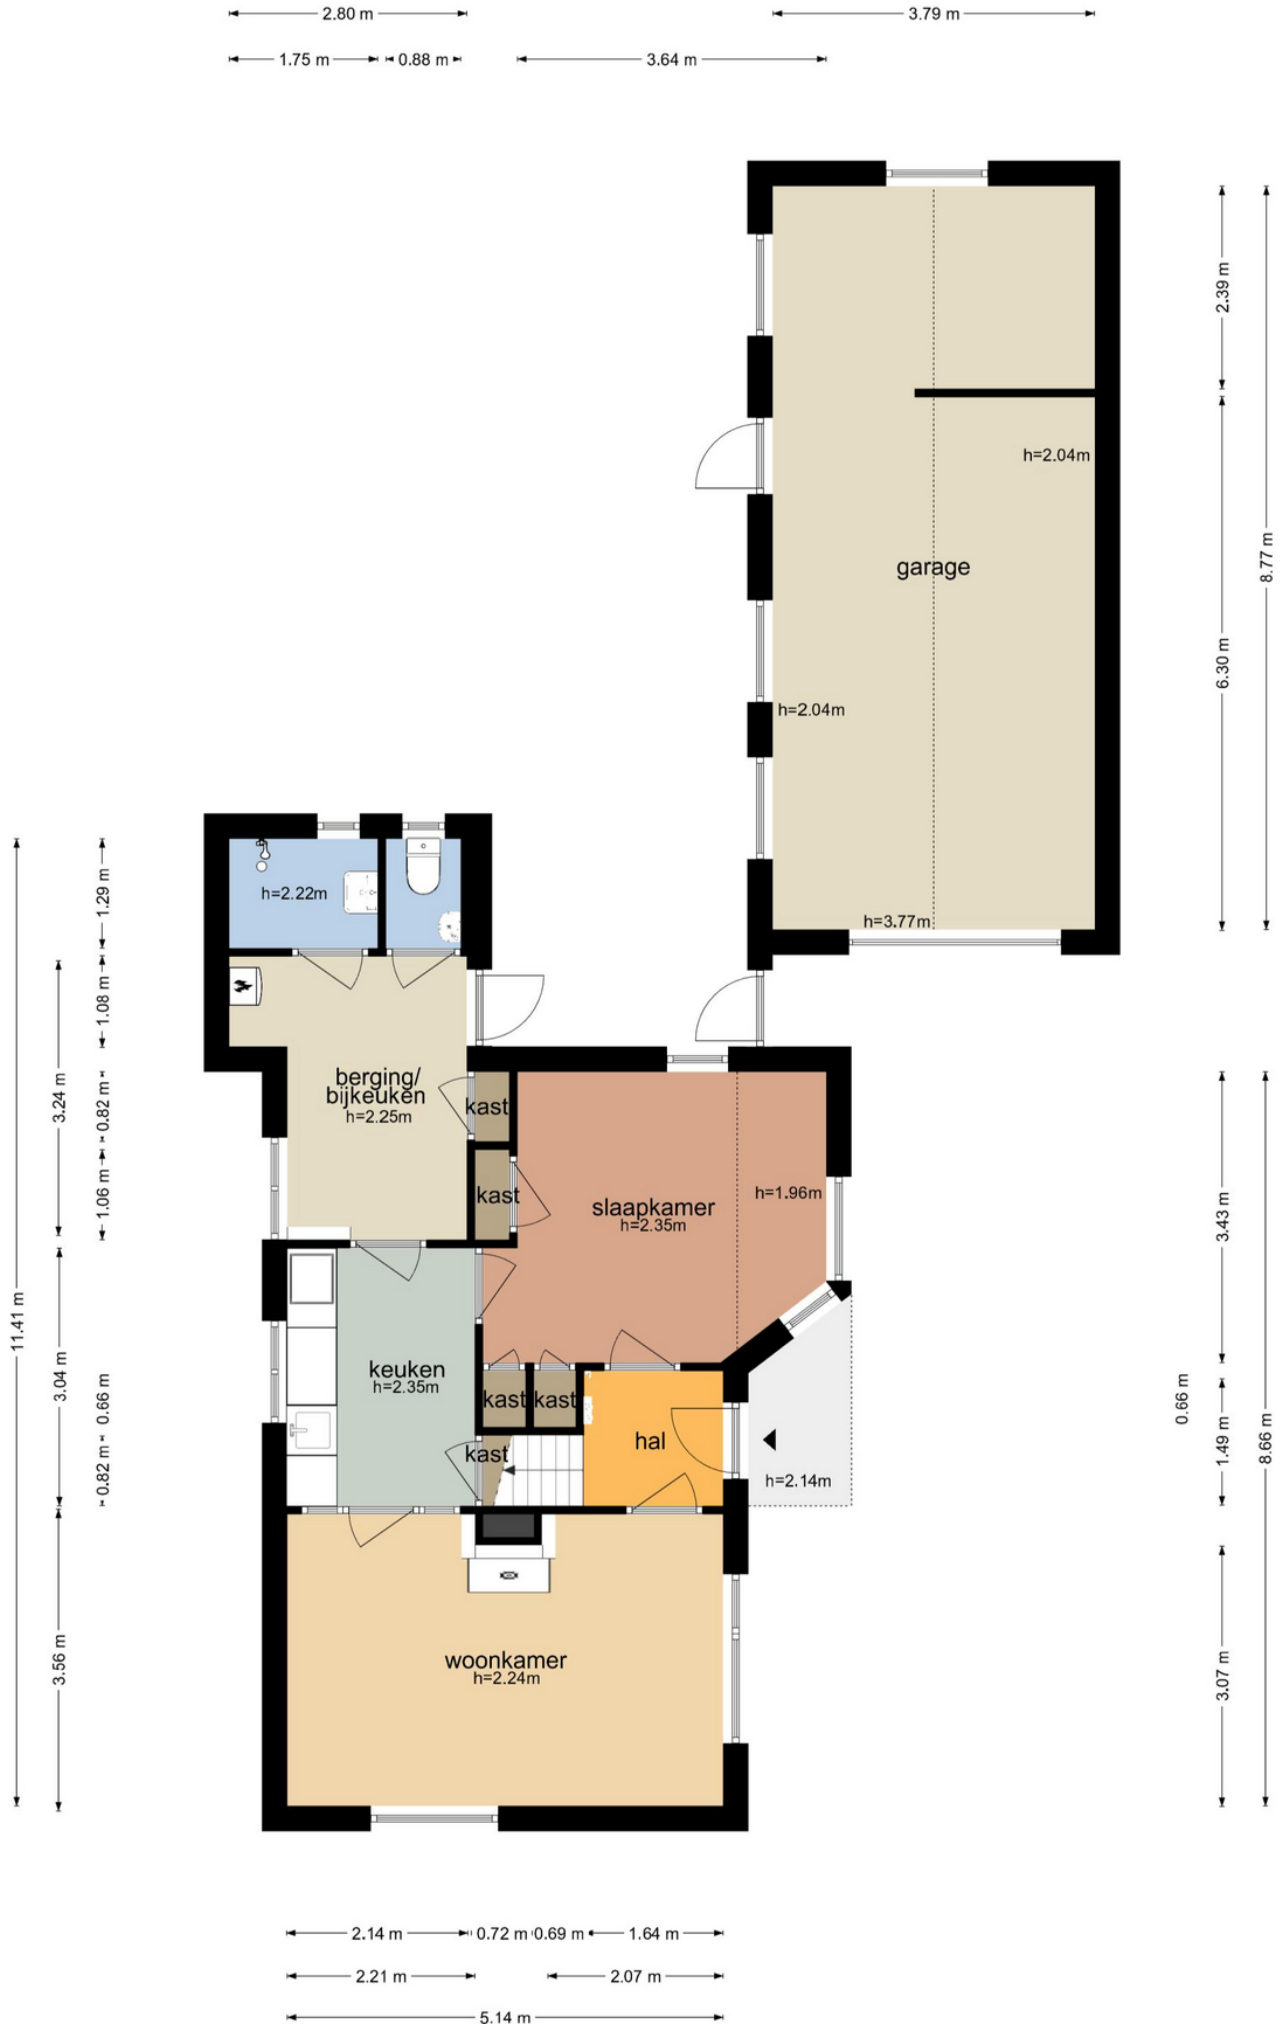 2.80 m
3.79 m
1.75 m
0.88 m
3.64 m
2.39 m
h=2.04m
8.77 m
garage
6.30 m
h=2.04m
1.29 m
h=2.22m
h=3.77m
1.08 m
berging/
bijkeuken
h=2.25m
kast
0.82 m
3.24 m
1.06 m
kast
h=1.96m
slaapkamer
h=2.35m
3.43 m
11.41 m
keuken
h=2.35m
3.04 m
0.66 m
kast
kast
0.66 m
hal
kast
0.82 m
h=2.14m
1.49 m
8.66 m
woonkamer
h=2.24m
3.56 m
3.07 m
2.14 m
0.72 m
0.69 m
1.64 m
2.21 m
2.07 m
5.14 m